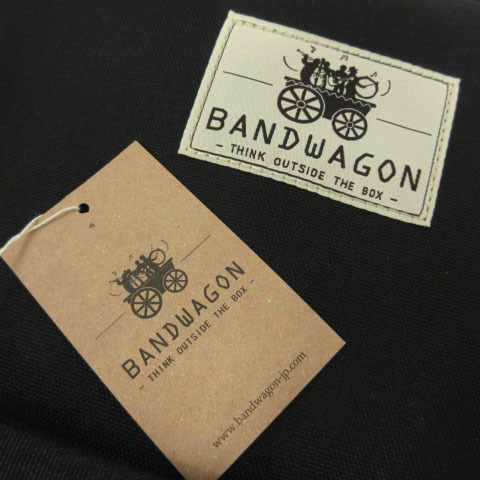 BANDWAGON
- THINK OUTSIDE THE BOX -
BANDWAGON
- THINK OUTSIDE THE BOX -
www.bandwagon-jp.com